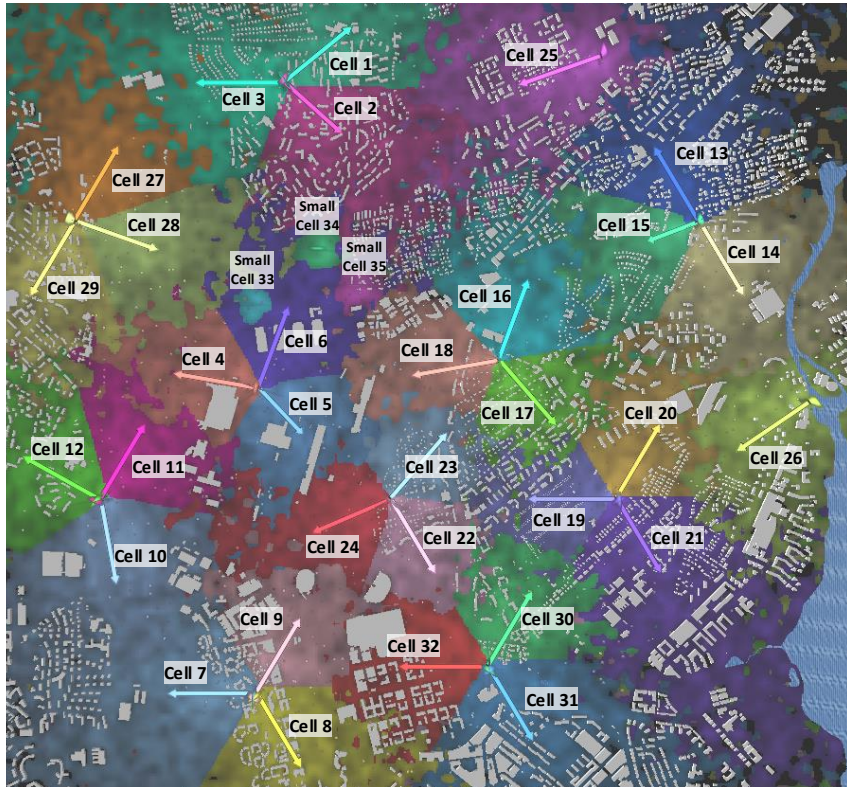 Cell 1
Cell 25
Cell 3
Cell 2
Cell 13
Cell 27
Small
Cell 34
Cell 28
Cell 15
Cell 14
Small
Cell 33
Small
Cell 35
Cell 29
Cell 16
Cell 6
Cell 4
Cell 18
Cell 5
Cell 17
Cell 20
Cell 12
Cell 11
Cell 23
Cell 26
Cell 19
Cell 21
Cell 10
Cell 24
Cell 22
Cell 9
Cell 30
Cell 32
Cell 7
Cell 31
Cell 8